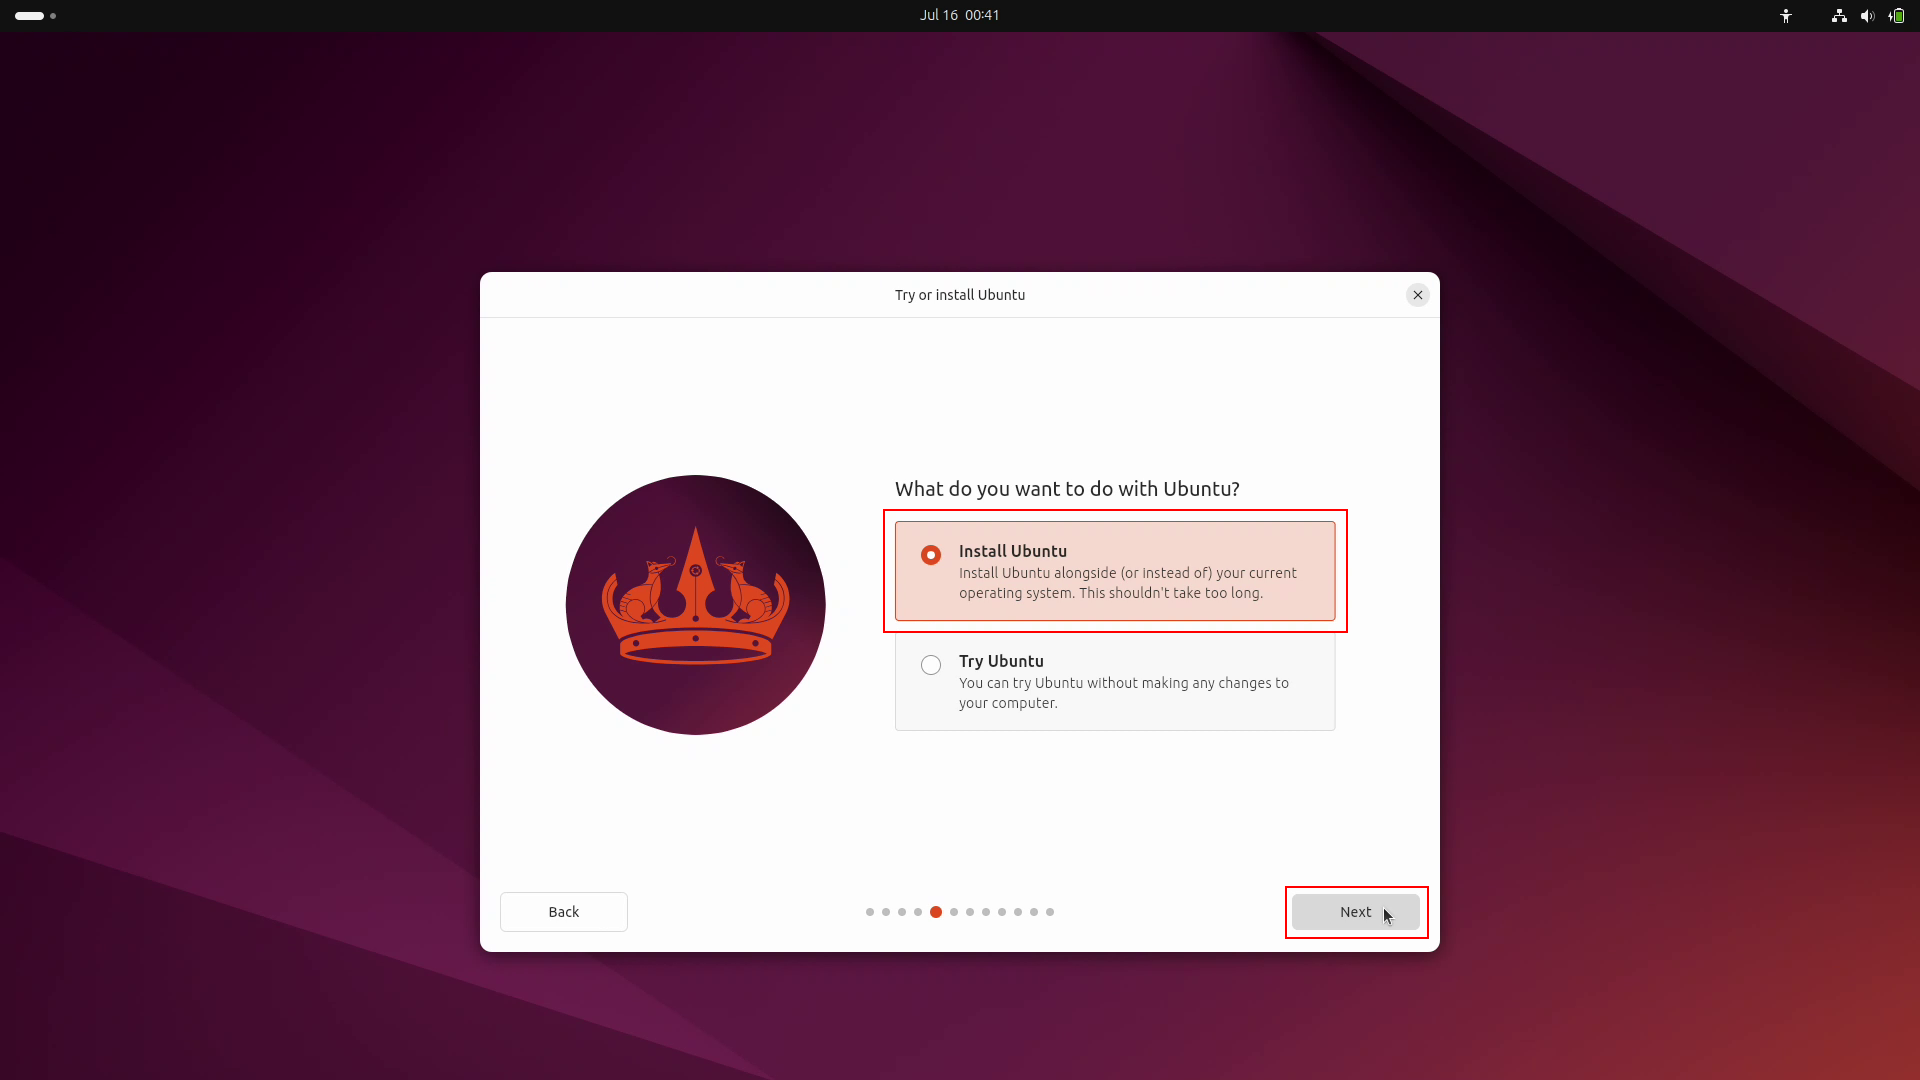 Jul 16 00:41
Try or install Ubuntu
What do you want to do with Ubuntu?
Install Ubuntu
Install Ubuntu alongside (or instead of) your current
operating system. This shouldn't take too long.
Try Ubuntu
You can try Ubuntu without making any changes to
your computer.
Back
Next